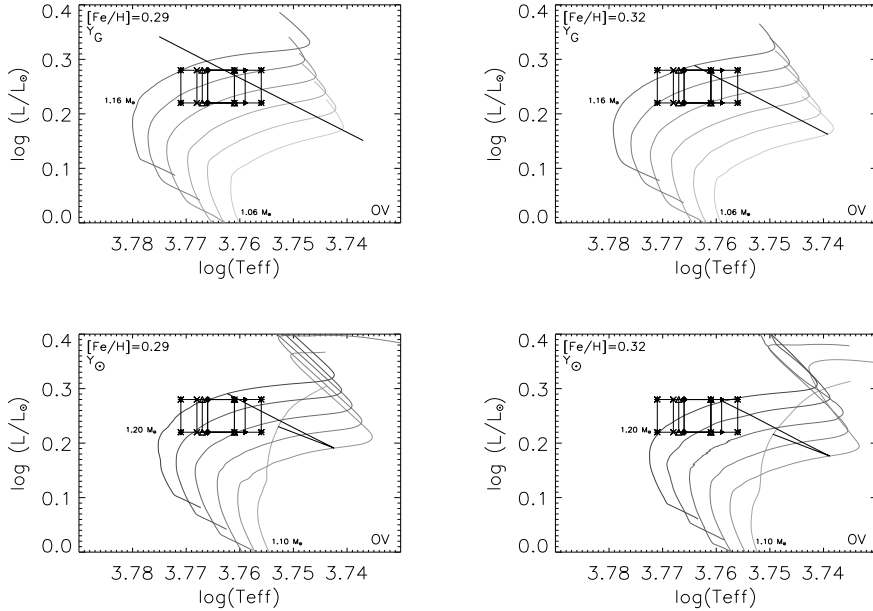 [Fe/H]=0.29
Y_G
0.4
0.3
0.2
0.1
0.0
log (L/L⊙)
1.16 M⊙
1.06 M⊙
OV
3.78 3.77 3.76 3.75 3.74
log(Teff)
[Fe/H]=0.32
Y_G
0.4
0.3
0.2
0.1
0.0
log (L/L⊙)
1.16 M⊙
1.06 M⊙
OV
3.78 3.77 3.76 3.75 3.74
log(Teff)
[Fe/H]=0.29
Y⊙
0.4
0.3
0.2
0.1
0.0
log (L/L⊙)
1.20 M⊙
1.10 M⊙
OV
3.78 3.77 3.76 3.75 3.74
log(Teff)
[Fe/H]=0.32
Y⊙
0.4
0.3
0.2
0.1
0.0
log (L/L⊙)
1.20 M⊙
1.10 M⊙
OV
3.78 3.77 3.76 3.75 3.74
log(Teff)